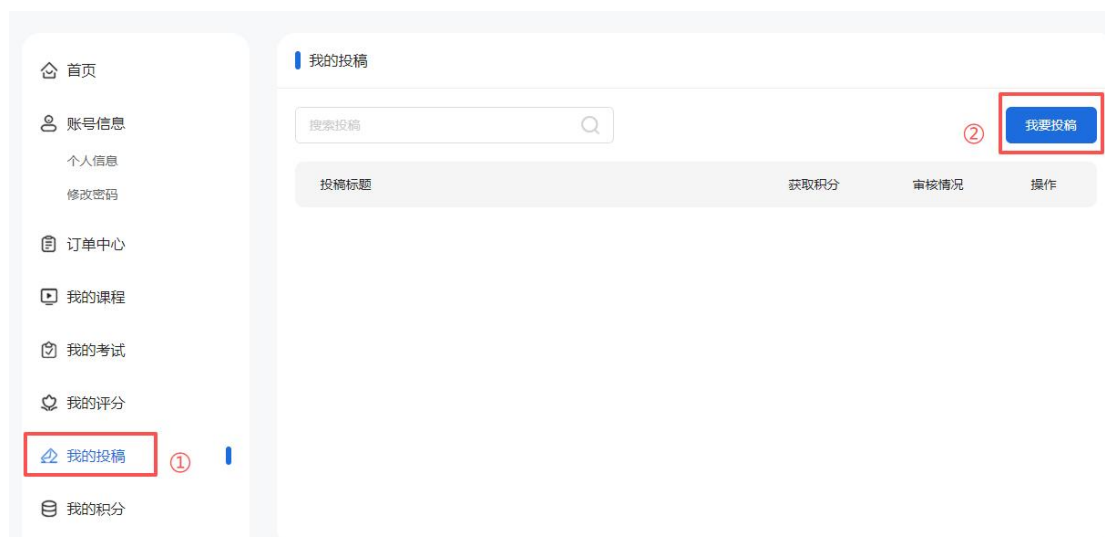 首页
账号信息
个人信息
修改密码
订单中心
我的课程
我的考试
我的评分
我的投稿 ①
我的积分
我的投稿
搜索投稿
② 我要投稿
投稿标题 获取积分 审核情况 操作